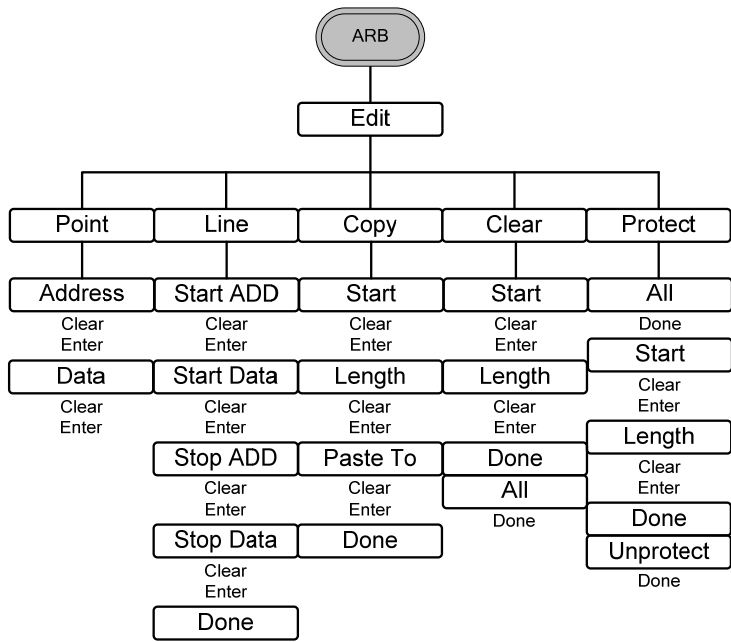 ARB
Edit
Point
Line
Copy
Clear
Protect
Address
Clear
Enter
Data
Clear
Enter
Start ADD
Clear
Enter
Start Data
Clear
Enter
Stop ADD
Clear
Enter
Stop Data
Clear
Enter
Done
Start
Clear
Enter
Length
Clear
Enter
Paste To
Clear
Enter
Done
Start
Clear
Enter
Length
Clear
Enter
Done
All
Done
All
Done
Start
Clear
Enter
Length
Clear
Enter
Done
Unprotect
Done